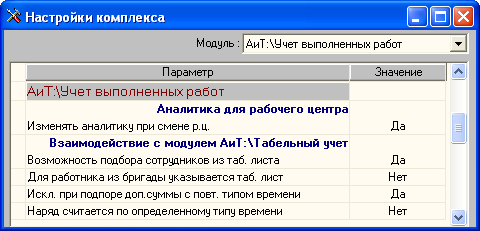 Настройки комплекса
Модуль : АиТ:\Учет выполненных работ
Параметр Значение
АиТ:\Учет выполненных работ
Аналитика для рабочего центра
Изменять аналитику при смене р.ц. Да
Взаимодействие с модулем АиТ:\Табельный учет
Возможность подбора сотрудников из таб. листа Да
Для работника из бригады указывается таб. лист Нет
Искл. при подпоре доп.суммы с повт. типом времени Да
Наряд считается по определенному типу времени Нет